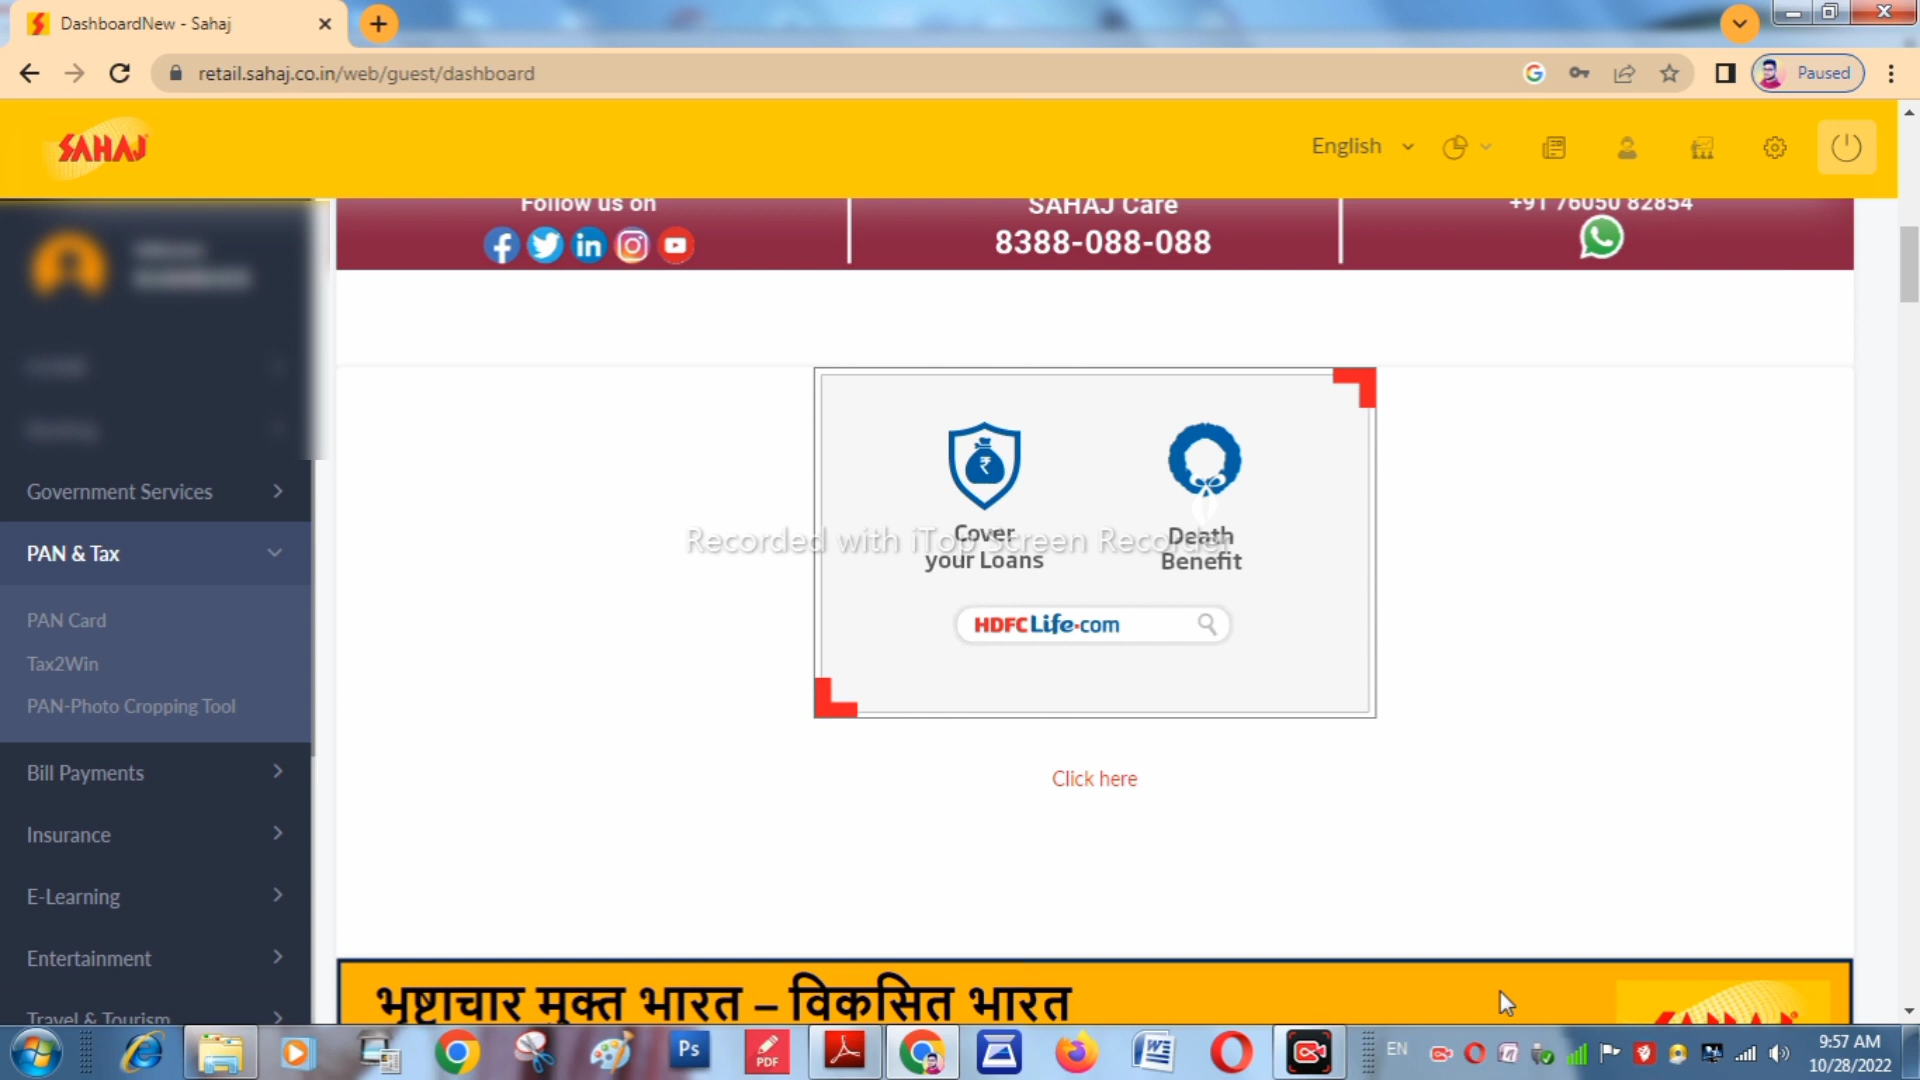 DashboardNew - Sahaj
retail.sahaj.co.in/web/guest/dashboard
Paused
SAHAJ
English
Follow us on
SAHAJ Care
8388-088-088
+91 76050 82854
Government Services
PAN & Tax
PAN Card
Tax2Win
PAN-Photo Cropping Tool
Bill Payments
Insurance
E-Learning
Entertainment
Travel & Tourism
Cover
your Loans
Death
Benefit
Recorded with iTop Screen Recorder
HDFC Life.com
Click here
भ्रष्टाचार मुक्त भारत – विकसित भारत
SAHAJ
Ps
PDF
EN
9:57 AM
10/28/2022